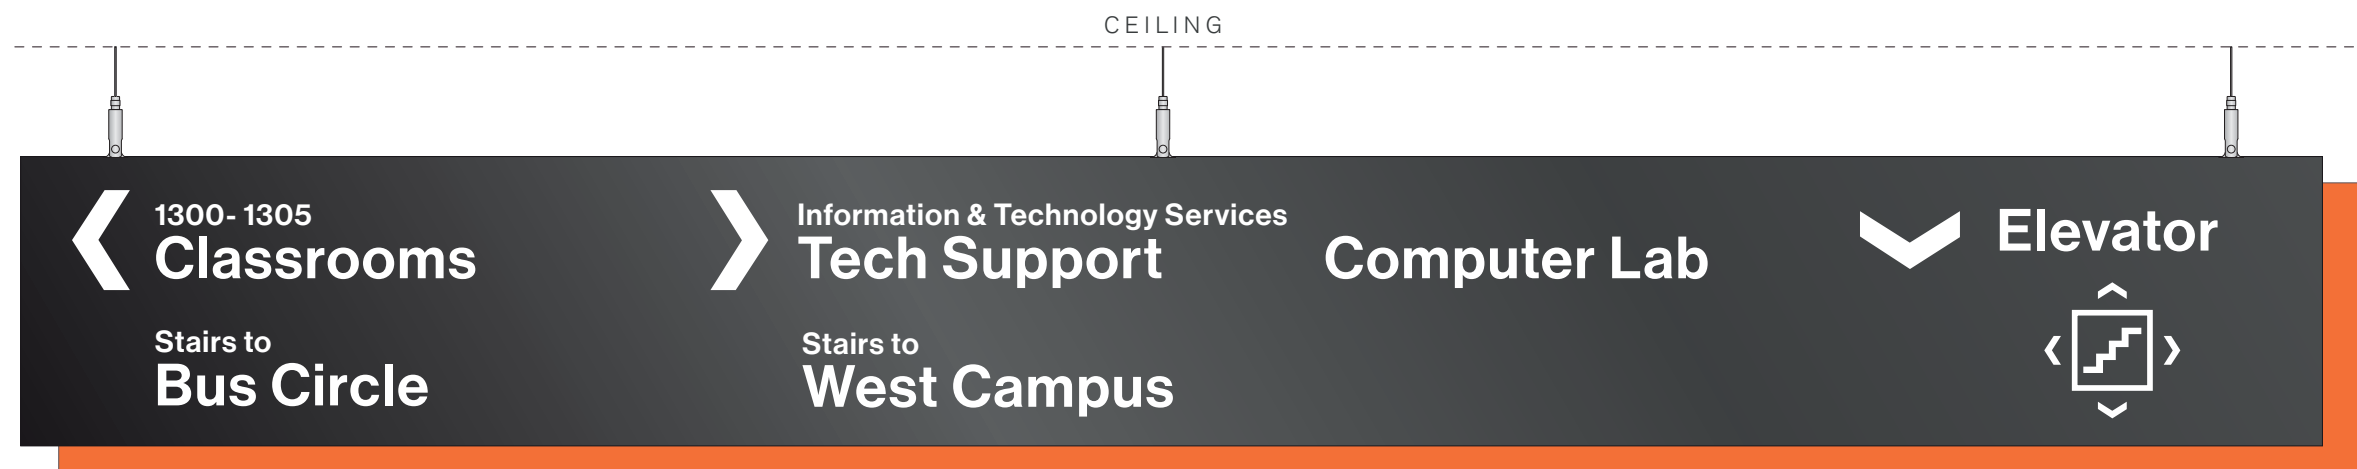 CEILING
1300- 1305
Classrooms
Stairs to
Bus Circle
Information & Technology Services
Tech Support
Computer Lab
Stairs to
West Campus
Elevator